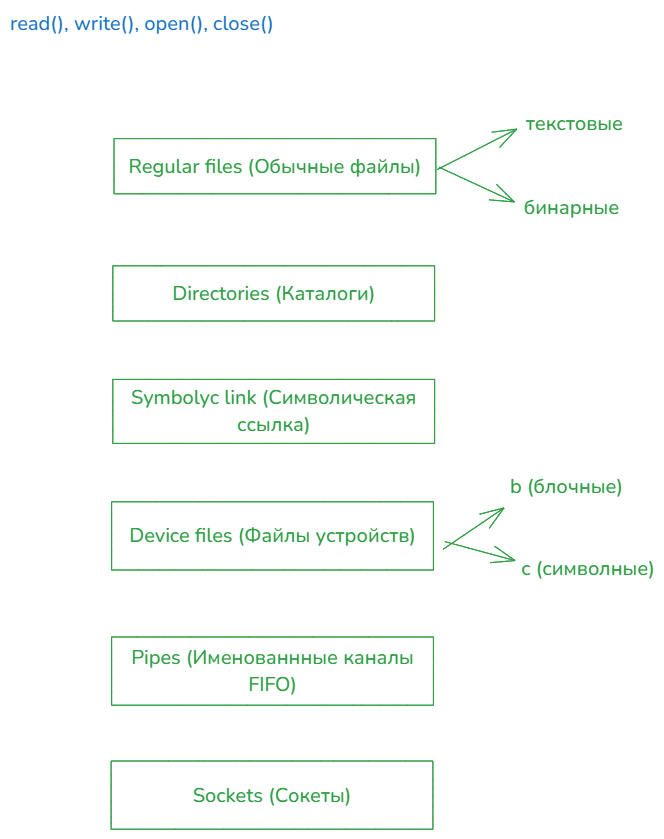 read(), write(), open(), close()
текстовые
Regular files (Обычные файлы)
бинарные
Directories (Каталоги)
Symbolyc link (Символическая
ссылка)
b (блочные)
Device files (Файлы устройств)
c (символные)
Pipes (Именованнные каналы
FIFO)
Sockets (Сокеты)